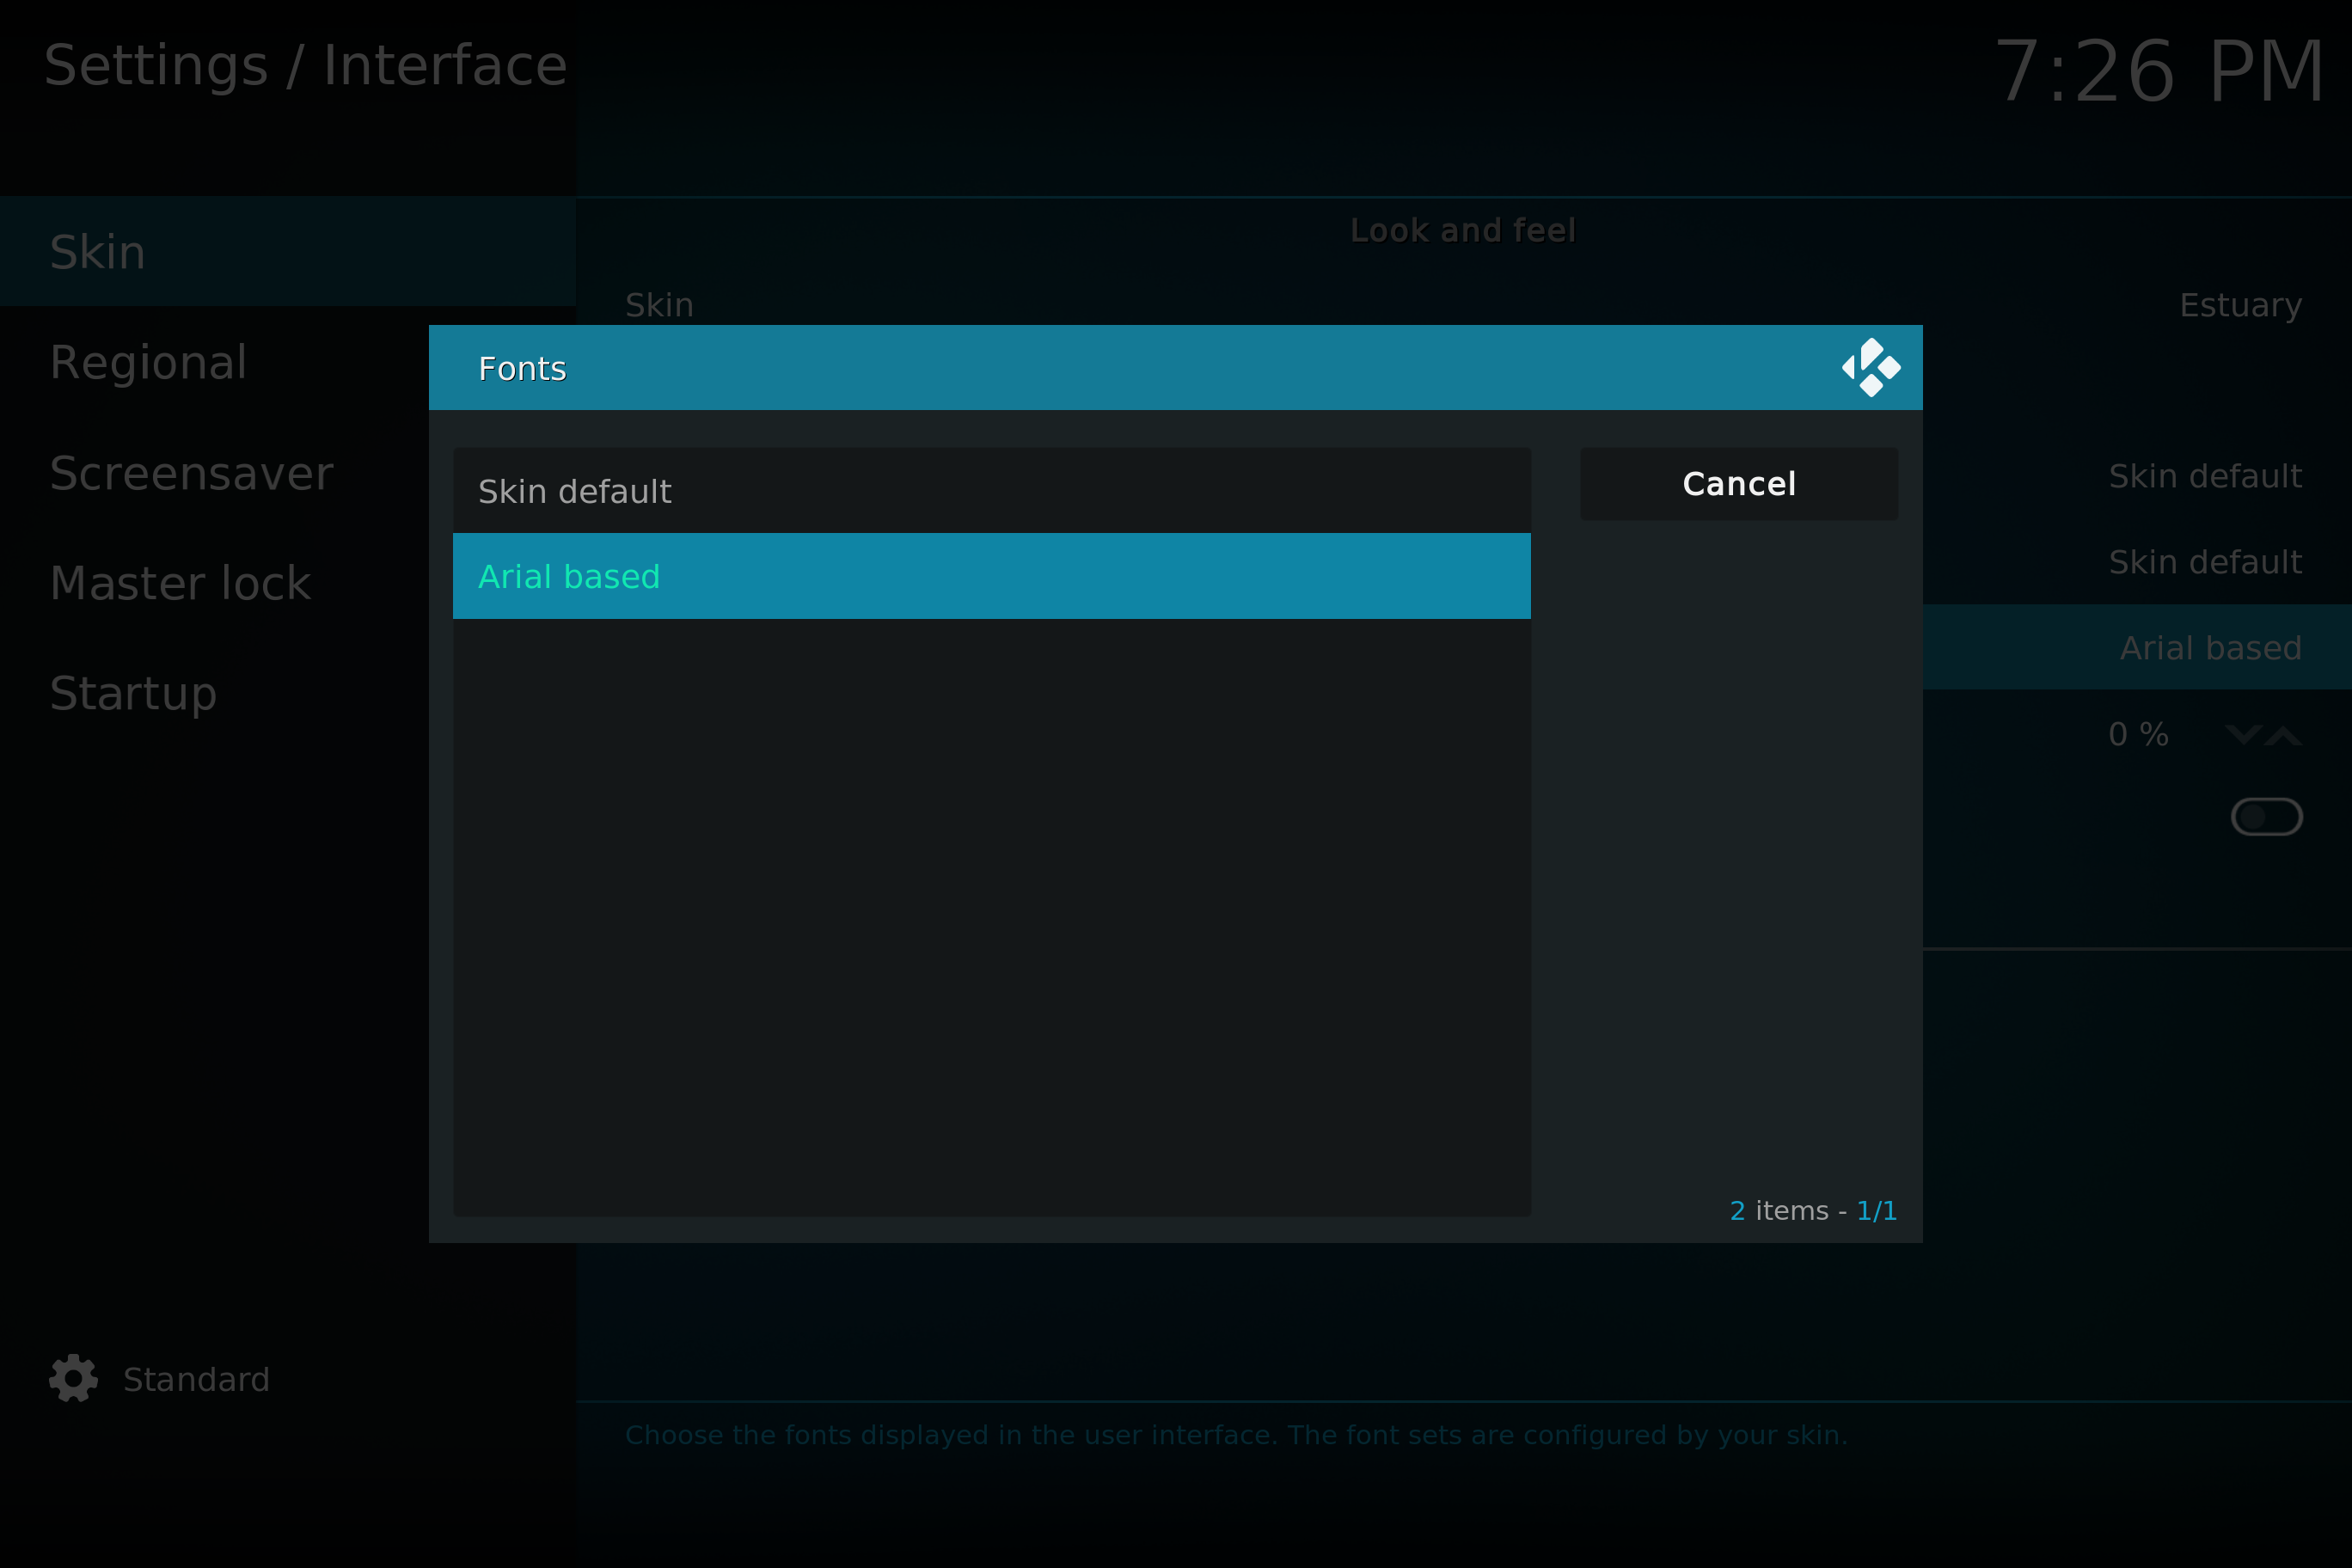 Settings / Interface
7:26 PM
Skin
Regional
Screensaver
Master lock
Startup
Standard
Look and feel
Skin
Estuary
Skin default
Skin default
Arial based
0 %
Fonts
Skin default
Arial based
Cancel
2 items - 1/1
Choose the fonts displayed in the user interface. The font sets are configured by your skin.